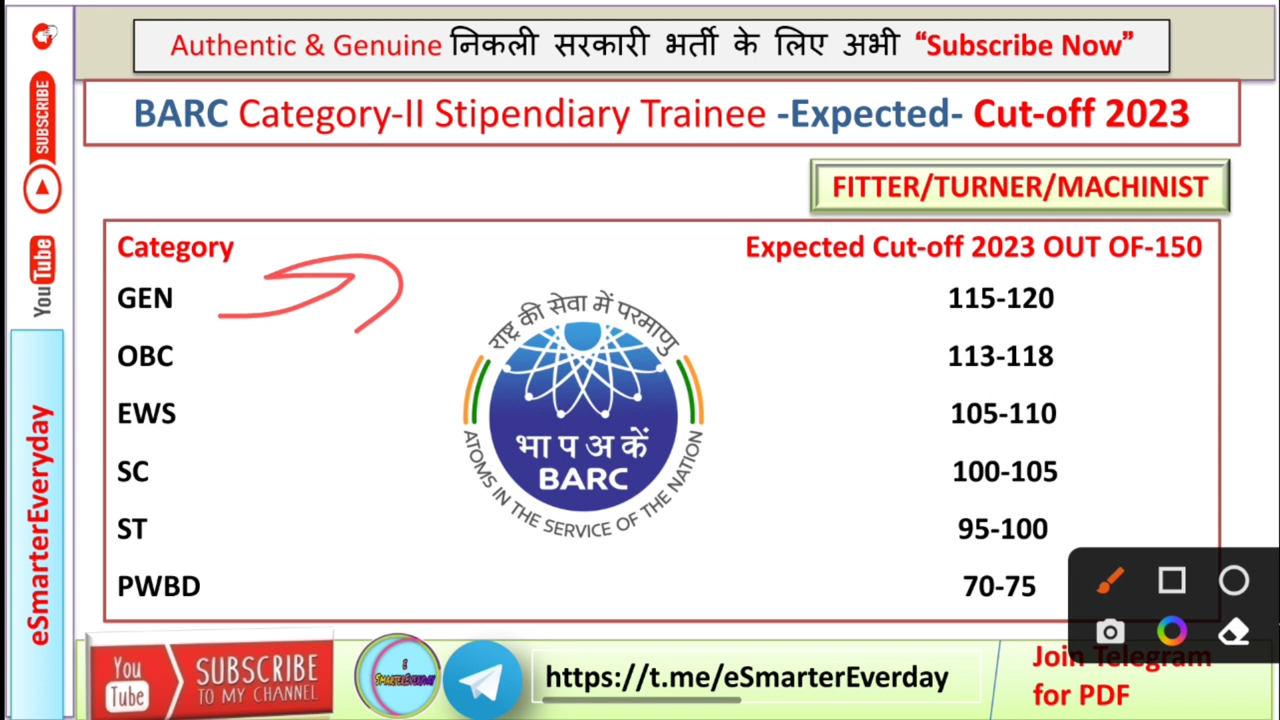 Authentic & Genuine निकली सरकारी भर्ती के लिए अभी “Subscribe Now”
BARC Category-II Stipendiary Trainee -Expected- Cut-off 2023
FITTER/TURNER/MACHINIST
Category Expected Cut-off 2023 OUT OF-150
GEN 115-120
OBC 113-118
EWS 105-110
SC 100-105
ST 95-100
PWBD 70-75
राष्ट्र की सेवा में परमाणु
भा प अ कें
BARC
ATOMS IN THE SERVICE OF THE NATION
SUBSCRIBE
YouTube
eSmarterEveryday
You
Tube
SUBSCRIBE
TO MY CHANNEL
E
SMARTEREVERYDAY
https://t.me/eSmarterEverday
Join Telegram
for PDF